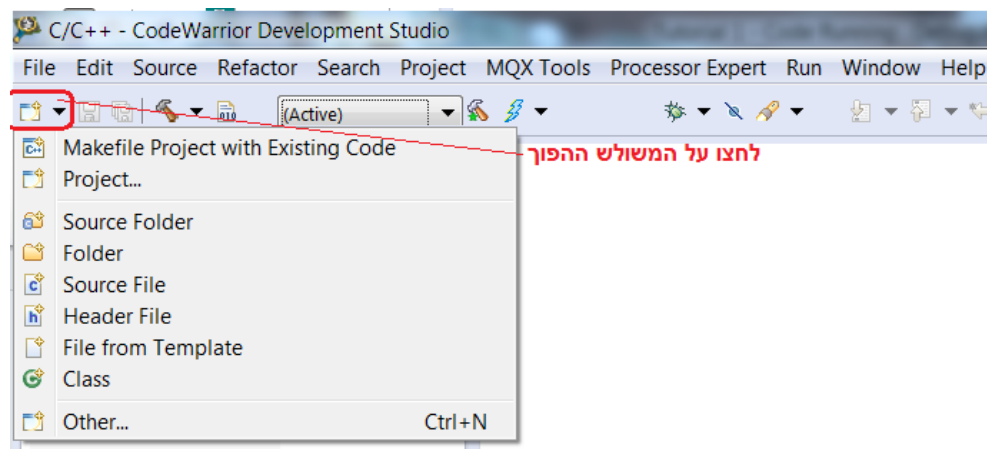 C/C++ - CodeWarrior Development Studio
File Edit Source Refactor Search Project MQX Tools Processor Expert Run Window Help
(Active)
Makefile Project with Existing Code
לחצו על המשולש ההפוך
Project...
Source Folder
Folder
Source File
Header File
File from Template
Class
Other... Ctrl+N